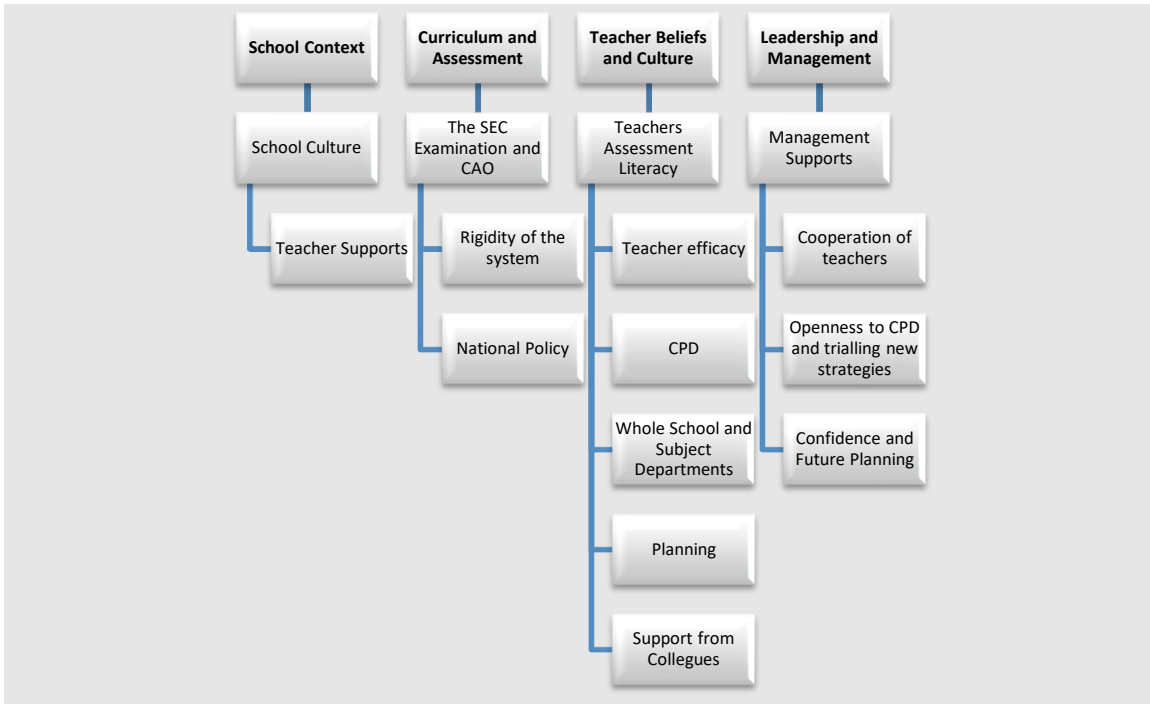 School Context
Curriculum and
Assessment
Teacher Beliefs
and Culture
Leadership and
Management
School Culture
The SEC
Examination and
CAO
Teachers
Assessment
Literacy
Management
Supports
Teacher Supports
Rigidity of the
system
Teacher efficacy
Cooperation of
teachers
National Policy
CPD
Openness to CPD
and trialling new
strategies
Whole School and
Subject
Departments
Confidence and
Future Planning
Planning
Support from
Collegues